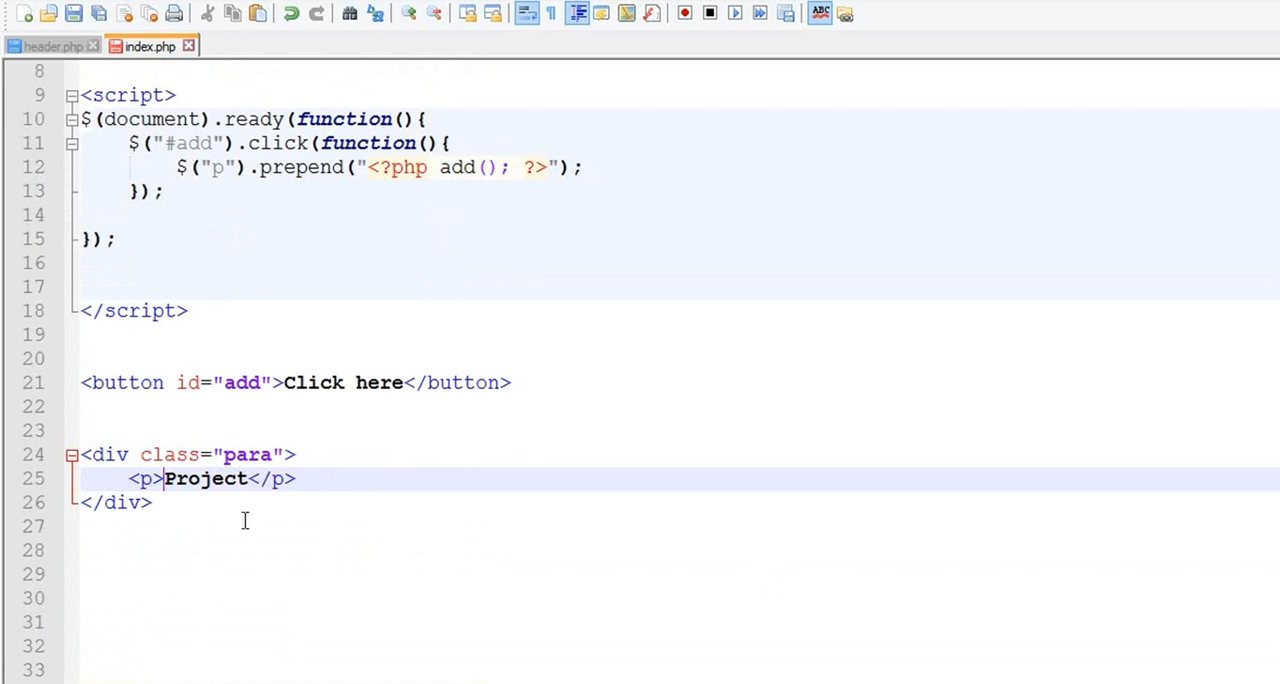 header.php index.php
8
9 <script>
10 $(document).ready(function(){
11 $("#add").click(function(){
12 $("p").prepend("<?php add(); ?>");
13 });
14
15 });
16
17
18 </script>
19
20
21 <button id="add">Click here</button>
22
23
24 <div class="para">
25 <p>Project</p>
26 </div>
27
28
29
30
31
32
33